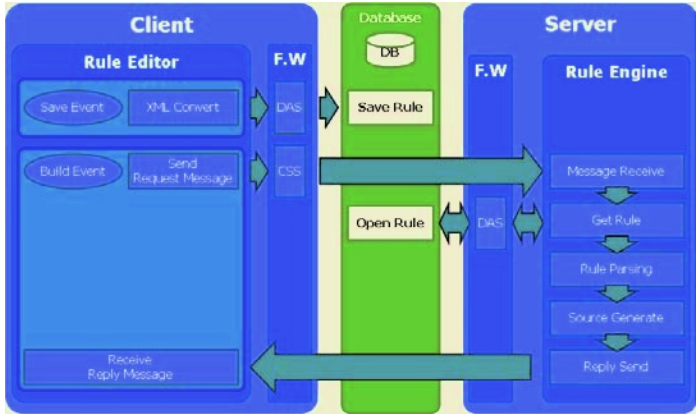 Client
Database
Server
DB
Rule Editor
F.W
F.W
Rule Engine
Save Event
XML Convert
DAS
Save Rule
Build Event
Send
Request Message
CSS
Message Receive
Open Rule
DAS
Get Rule
Rule Parsing
Source Generate
Receive
Reply Message
Reply Send